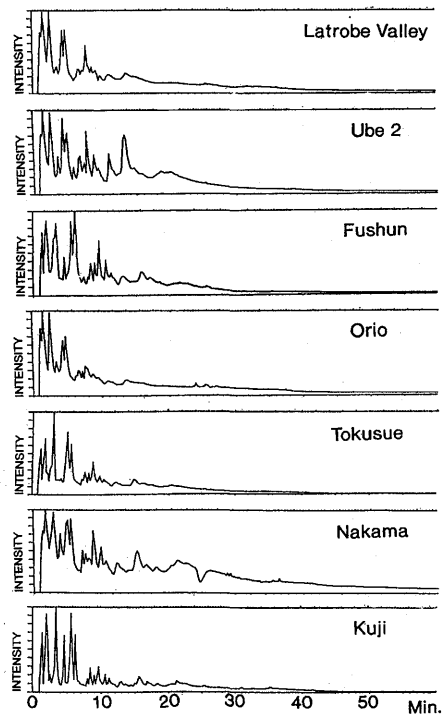 INTENSITY
Latrobe Valley
INTENSITY
Ube 2
INTENSITY
Fushun
INTENSITY
Orio
INTENSITY
Tokusue
INTENSITY
Nakama
INTENSITY
Kuji
0 10 20 30 40 50 Min.